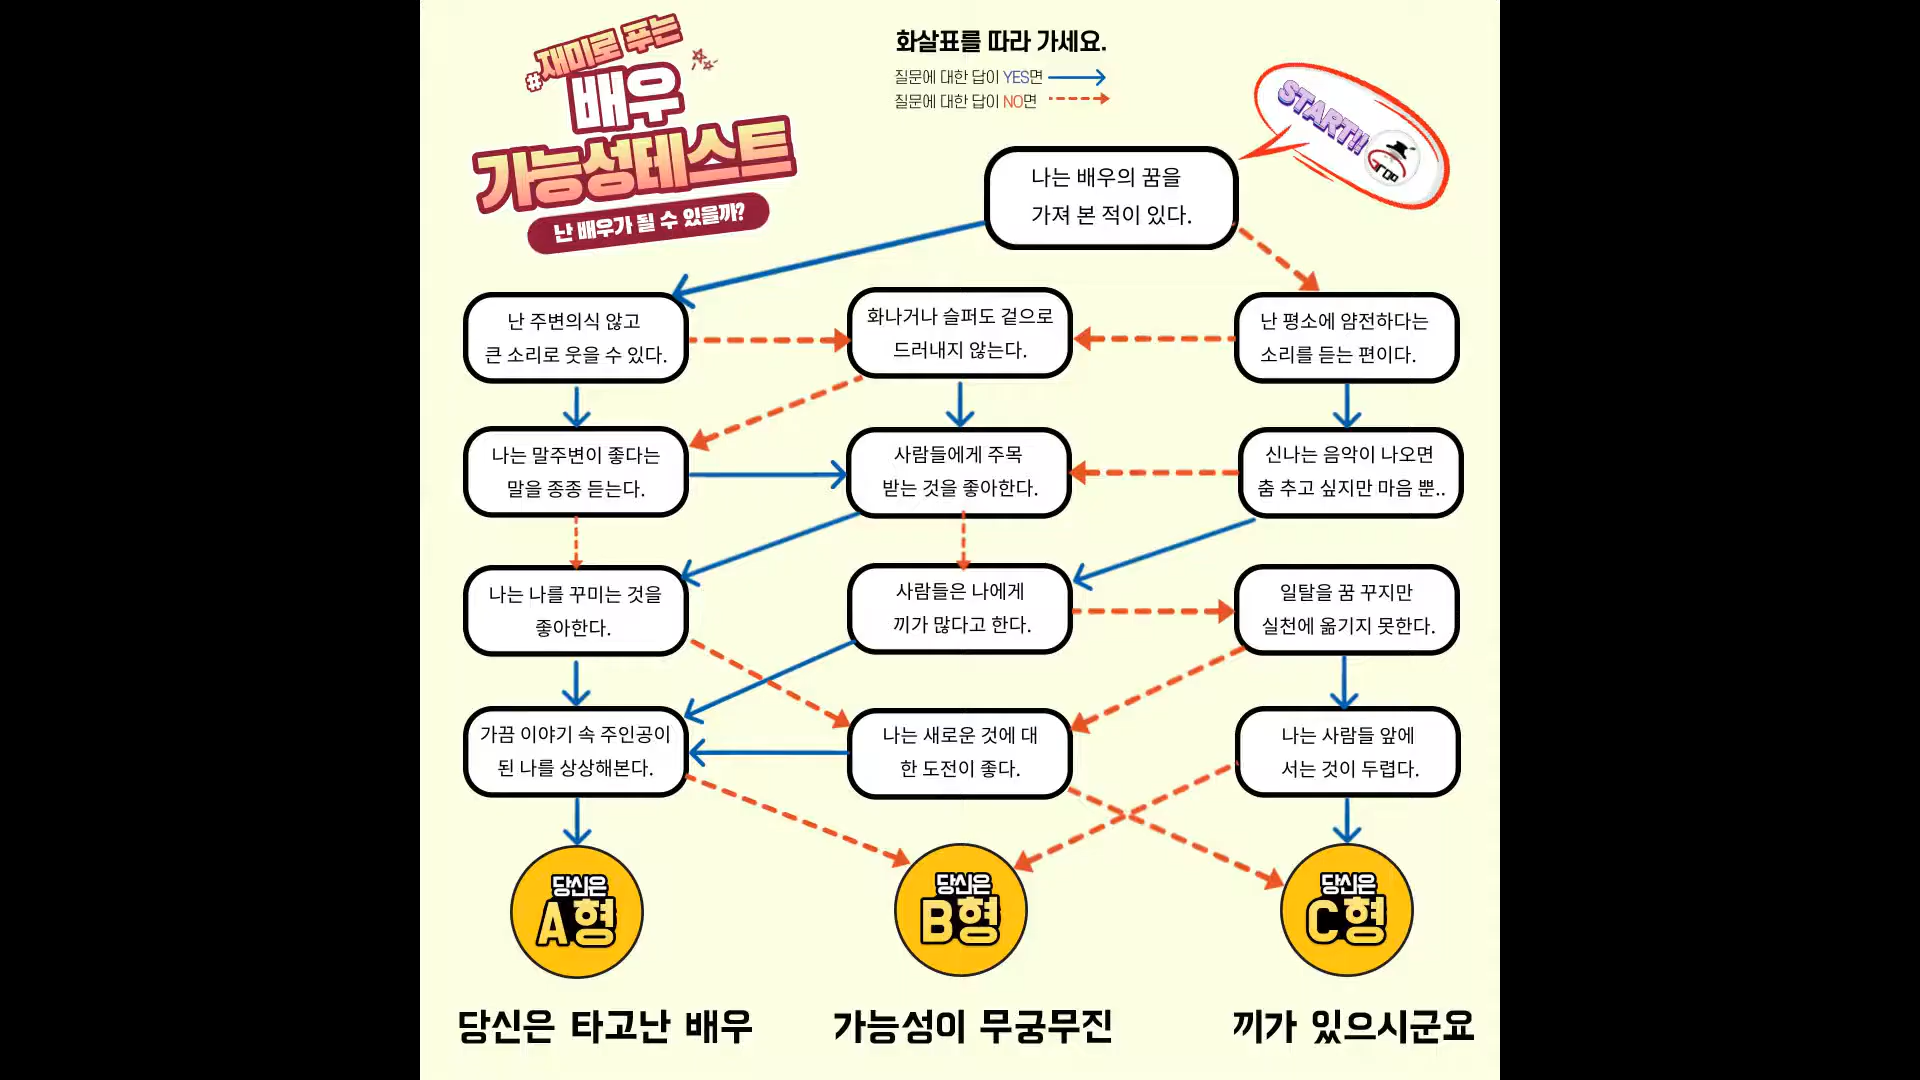 #재미로 푸는
배우
가능성테스트
난 배우가 될 수 있을까?
화살표를 따라 가세요.
질문에 대한 답이 YES면
질문에 대한 답이 NO면
START!!
나는 배우의 꿈을
가져 본 적이 있다.
난 주변의식 않고
큰 소리로 웃을 수 있다.
화나거나 슬퍼도 겉으로
드러내지 않는다.
난 평소에 얌전하다는
소리를 듣는 편이다.
나는 말주변이 좋다는
말을 종종 듣는다.
사람들에게 주목
받는 것을 좋아한다.
신나는 음악이 나오면
춤 추고 싶지만 마음 뿐..
나는 나를 꾸미는 것을
좋아한다.
사람들은 나에게
끼가 많다고 한다.
일탈을 꿈 꾸지만
실천에 옮기지 못한다.
가끔 이야기 속 주인공이
된 나를 상상해본다.
나는 새로운 것에 대
한 도전이 좋다.
나는 사람들 앞에
서는 것이 두렵다.
당신은
A형
당신은
B형
당신은
C형
당신은 타고난 배우
가능성이 무궁무진
끼가 있으시군요